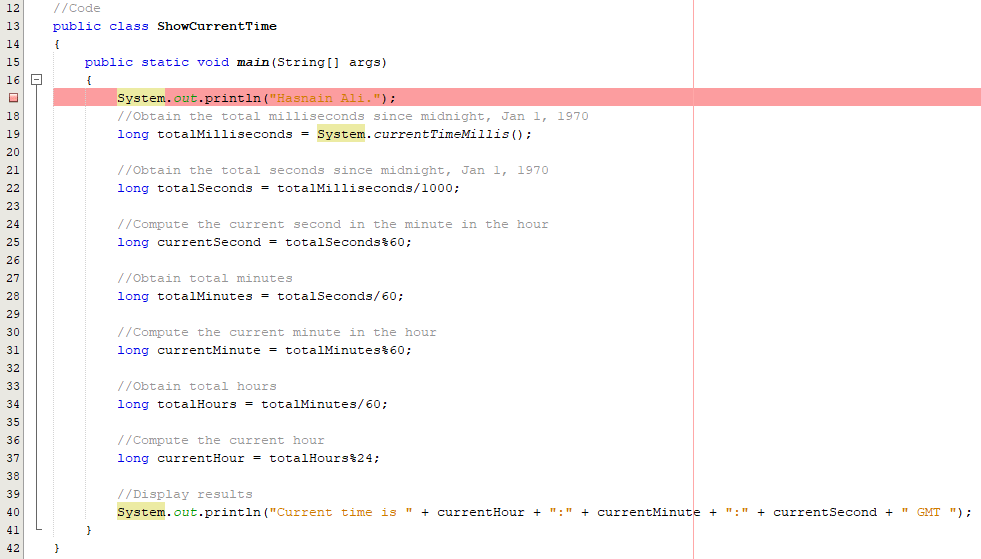 12 //Code
13 public class ShowCurrentTime
14 {
15 public static void main(String[] args)
16 {
System.out.println("Hasnain Ali.");
18 //Obtain the total milliseconds since midnight, Jan 1, 1970
19 long totalMilliseconds = System.currentTimeMillis();
20
21 //Obtain the total seconds since midnight, Jan 1, 1970
22 long totalSeconds = totalMilliseconds/1000;
23
24 //Compute the current second in the minute in the hour
25 long currentSecond = totalSeconds%60;
26
27 //Obtain total minutes
28 long totalMinutes = totalSeconds/60;
29
30 //Compute the current minute in the hour
31 long currentMinute = totalMinutes%60;
32
33 //Obtain total hours
34 long totalHours = totalMinutes/60;
35
36 //Compute the current hour
37 long currentHour = totalHours%24;
38
39 //Display results
40 System.out.println("Current time is " + currentHour + ":" + currentMinute + ":" + currentSecond + " GMT ");
41 }
42 }